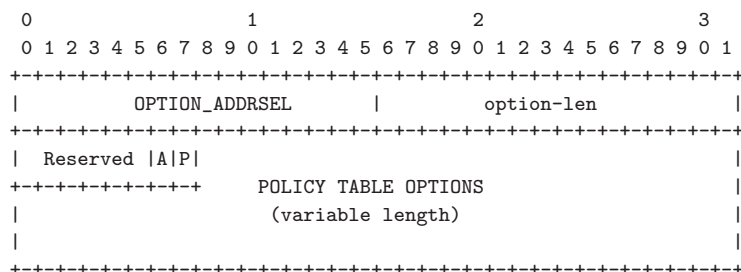 0                   1                   2                   3
 0 1 2 3 4 5 6 7 8 9 0 1 2 3 4 5 6 7 8 9 0 1 2 3 4 5 6 7 8 9 0 1
+-+-+-+-+-+-+-+-+-+-+-+-+-+-+-+-+-+-+-+-+-+-+-+-+-+-+-+-+-+-+-+-+
|          OPTION_ADDRSEL       |         option-len            |
+-+-+-+-+-+-+-+-+-+-+-+-+-+-+-+-+-+-+-+-+-+-+-+-+-+-+-+-+-+-+-+-+
|  Reserved |A|P|                                               |
+-+-+-+-+-+-+-+-+     POLICY TABLE OPTIONS                      |
|                      (variable length)                        |
|                                                               |
+-+-+-+-+-+-+-+-+-+-+-+-+-+-+-+-+-+-+-+-+-+-+-+-+-+-+-+-+-+-+-+-+